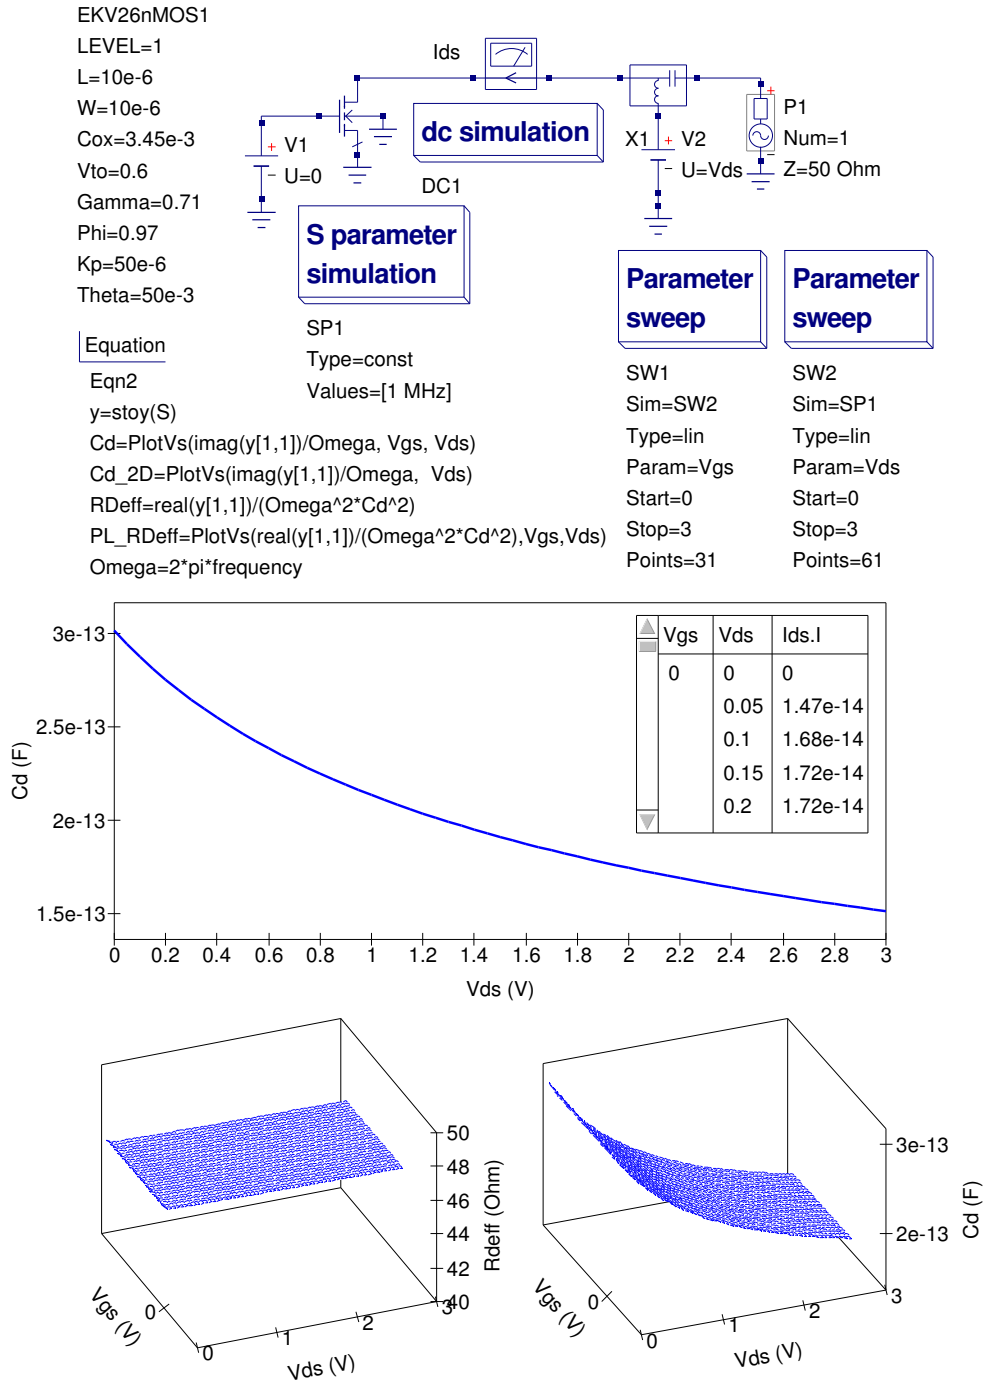 EKV26nMOS1
LEVEL=1
L=10e-6
W=10e-6
Cox=3.45e-3
Vto=0.6
Gamma=0.71
Phi=0.97
Kp=50e-6
Theta=50e-3
Ids
V1
U=0
dc simulation
DC1
X1
V2
U=Vds
P1
Num=1
Z=50 Ohm
S parameter
simulation
SP1
Type=const
Values=[1 MHz]
Parameter
sweep
SW1
Sim=SW2
Type=lin
Param=Vgs
Start=0
Stop=3
Points=31
Parameter
sweep
SW2
Sim=SP1
Type=lin
Param=Vds
Start=0
Stop=3
Points=61
Equation
Eqn2
y=stoy(S)
Cd=PlotVs(imag(y[1,1])/Omega, Vgs, Vds)
Cd_2D=PlotVs(imag(y[1,1])/Omega, Vds)
RDeff=real(y[1,1])/(Omega^2*Cd^2)
PL_RDeff=PlotVs(real(y[1,1])/(Omega^2*Cd^2),Vgs,Vds)
Omega=2*pi*frequency
3e-13
2.5e-13
2e-13
1.5e-13
Cd (F)
Vgs Vds Ids.I
0 0 0
0.05 1.47e-14
0.1 1.68e-14
0.15 1.72e-14
0.2 1.72e-14
0 0.2 0.4 0.6 0.8 1 1.2 1.4 1.6 1.8 2 2.2 2.4 2.6 2.8 3
Vds (V)
50
48
46
44
42
40
Rdeff (Ohm)
Vgs (V)
0
0 1 2 3
Vds (V)
3e-13
2e-13
Cd (F)
Vgs (V)
0
0 1 2 3
Vds (V)